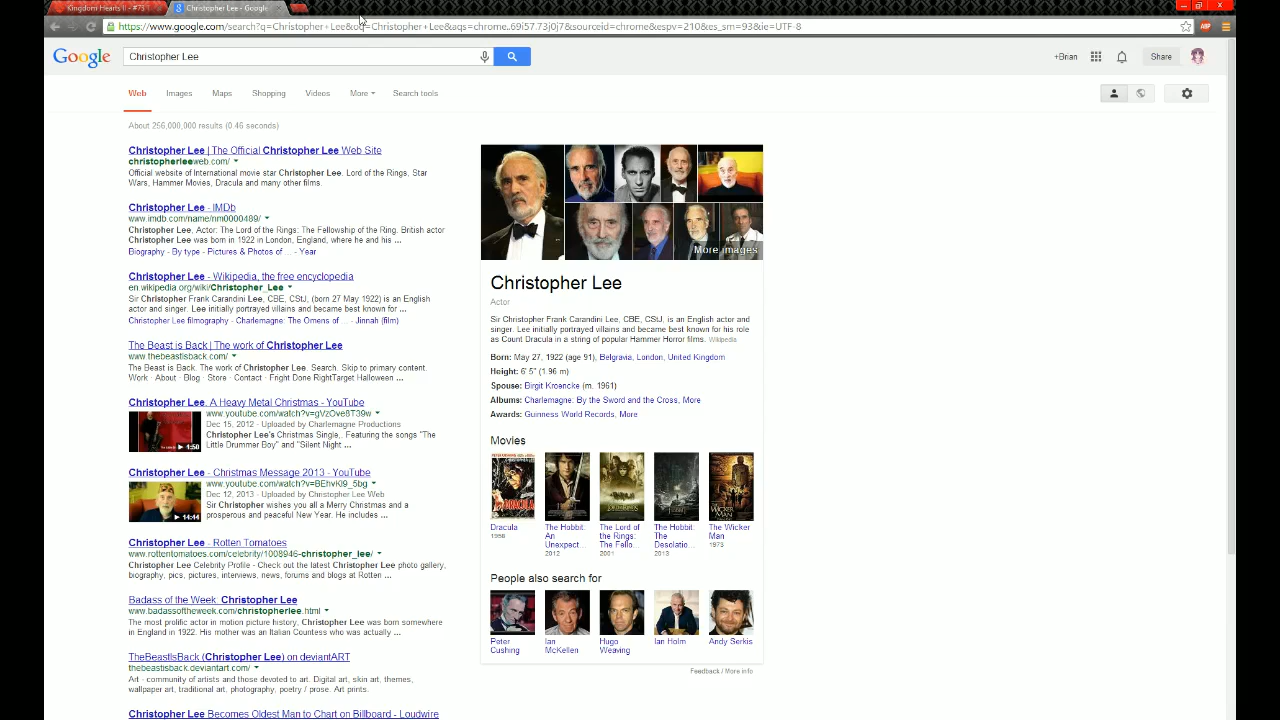 Kingdom Hearts II - #73
Christopher Lee - Google
https://www.google.com/search?q=Christopher+Lee&oq=Christopher+Lee&aqs=chrome..69i57.73j0j7&sourceid=chrome&espv=210&es_sm=93&ie=UTF-8
Google
Christopher Lee
+Brian
Share
Web
Images
Maps
Shopping
Videos
More
Search tools
About 256,000,000 results (0.46 seconds)
Christopher Lee | The Official Christopher Lee Web Site
christopherleeweb.com/
Official website of International movie star Christopher Lee. Lord of the Rings, Star
Wars, Hammer Movies, Dracula and many other films.
Christopher Lee - IMDb
www.imdb.com/name/nm0000489/
Christopher Lee, Actor: The Lord of the Rings: The Fellowship of the Ring. British actor
Christopher Lee was born in 1922 in London, England, where he and his ...
Biography - By type - Pictures & Photos of ... - Year
Christopher Lee - Wikipedia, the free encyclopedia
en.wikipedia.org/wiki/Christopher_Lee
Sir Christopher Frank Carandini Lee, CBE, CStJ, (born 27 May 1922) is an English
actor and singer. Lee initially portrayed villains and became best known for ...
Christopher Lee filmography - Charlemagne: The Omens of ... - Jinnah (film)
The Beast is Back | The work of Christopher Lee
www.thebeastisback.com/
The Beast is Back. The work of Christopher Lee. Search. Skip to primary content.
Work · About · Blog · Store · Contact · Fright Done RightTarget Halloween ...
Christopher Lee, A Heavy Metal Christmas - YouTube
www.youtube.com/watch?v=gVzOve8T39w
Dec 15, 2012 - Uploaded by Charlemagne Productions
Christopher Lee's Christmas Single,. Featuring the songs "The
Little Drummer Boy" and "Silent Night ...
1:50
Christopher Lee - Christmas Message 2013 - YouTube
www.youtube.com/watch?v=BEhvKl9_5bg
Dec 12, 2013 - Uploaded by Christopher Lee Web
Sir Christopher wishes you all a Merry Christmas and a
prosperous and peaceful New Year. He includes ...
14:44
Christopher Lee - Rotten Tomatoes
www.rottentomatoes.com/celebrity/1008946-christopher_lee/
Christopher Lee Celebrity Profile - Check out the latest Christopher Lee photo gallery,
biography, pics, pictures, interviews, news, forums and blogs at Rotten ...
Badass of the Week: Christopher Lee
www.badassoftheweek.com/christopherlee.html
The most prolific actor in motion picture history, Christopher Lee was born somewhere
in England in 1922. His mother was an Italian Countess who was actually ...
TheBeastIsBack (Christopher Lee) on deviantART
thebeastisback.deviantart.com/
Art - community of artists and those devoted to art. Digital art, skin art, themes,
wallpaper art, traditional art, photography, poetry / prose. Art prints.
Christopher Lee Becomes Oldest Man to Chart on Billboard - Loudwire
More images
Christopher Lee
Actor
Sir Christopher Frank Carandini Lee, CBE, CStJ, is an English actor and
singer. Lee initially portrayed villains and became best known for his role
as Count Dracula in a string of popular Hammer Horror films. Wikipedia
Born: May 27, 1922 (age 91), Belgravia, London, United Kingdom
Height: 6' 5" (1.96 m)
Spouse: Birgit Kroencke (m. 1961)
Albums: Charlemagne: By the Sword and the Cross, More
Awards: Guinness World Records, More
Movies
Dracula
1958
The Hobbit:
An
Unexpect...
2012
The Lord of
the Rings:
The Fello...
2001
The Hobbit:
The
Desolatio...
2013
The Wicker
Man
1973
People also search for
Peter
Cushing
Ian
McKellen
Hugo
Weaving
Ian Holm
Andy Serkis
Feedback / More info